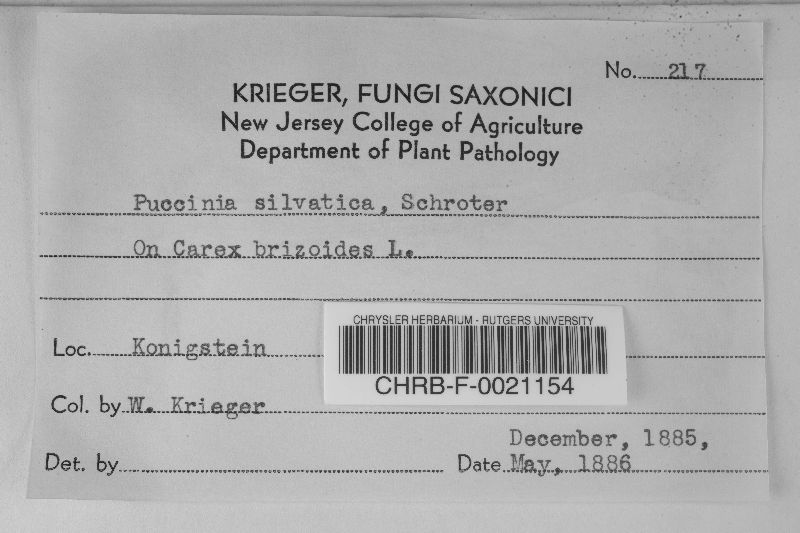 No. 217
KRIEGER, FUNGI SAXONICI
New Jersey College of Agriculture
Department of Plant Pathology
Puccinia silvatica, Schroter
On Carex brizoides L.
CHRYSLER HERBARIUM - RUTGERS UNIVERSITY
Loc. Konigstein
CHRB-F-0021154
Col. by W. Krieger
December, 1885,
Det. by Date May, 1886